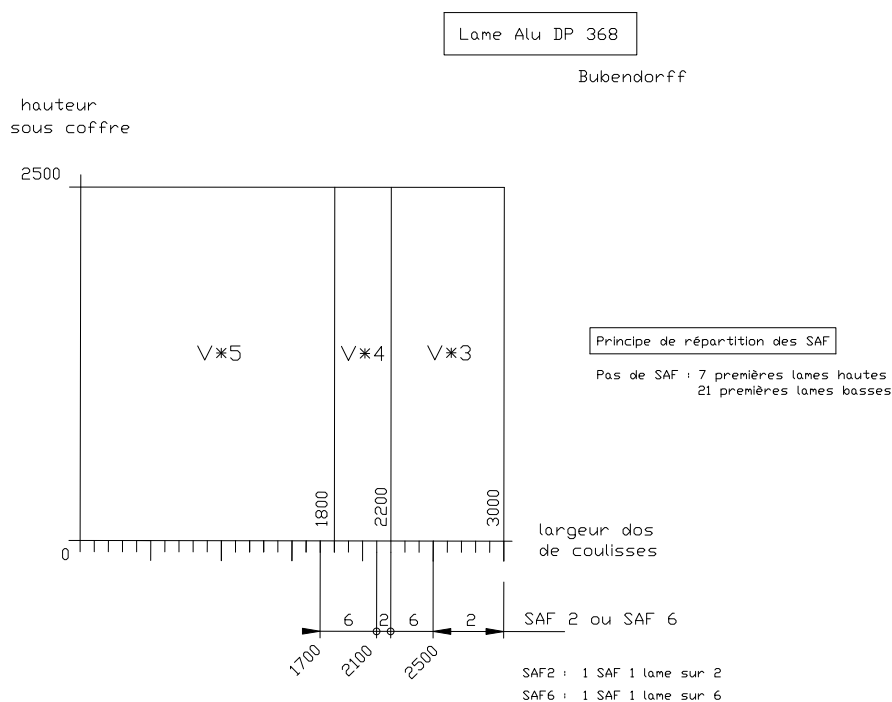 Lame Alu DP 368
Bubendorff
hauteur
sous coffre
2500
V*5
V*4
V*3
Principe de répartition des SAF
Pas de SAF : 7 premières lames hautes
21 premières lames basses
1800
2200
3000
0
largeur dos
de coulisses
6
2
6
2
SAF 2 ou SAF 6
1700
2100
2500
SAF2 : 1 SAF 1 lame sur 2
SAF6 : 1 SAF 1 lame sur 6